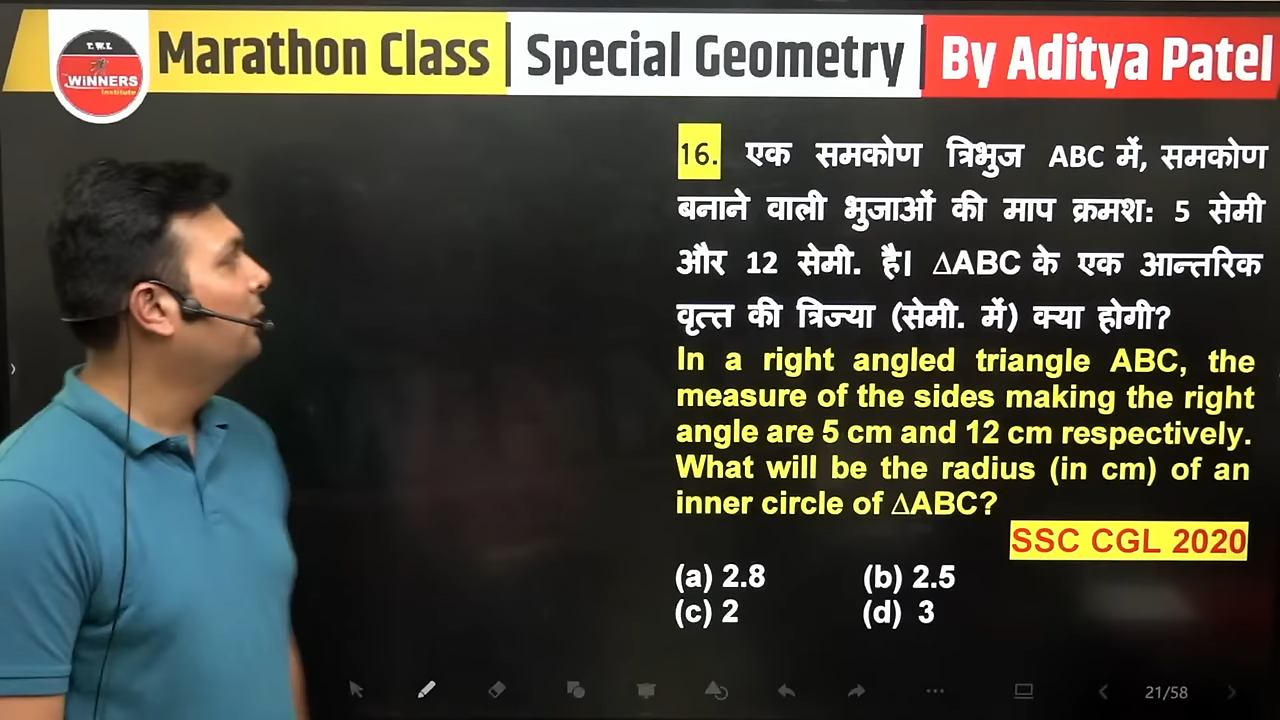 T.W.I.
WINNERS
Institute
Marathon Class | Special Geometry | By Aditya Patel
16. एक समकोण त्रिभुज ABC में, समकोण
बनाने वाली भुजाओं की माप क्रमश: 5 सेमी
और 12 सेमी. है। ∆ABC के एक आन्तरिक
वृत्त की त्रिज्या (सेमी. में) क्या होगी?
In a right angled triangle ABC, the
measure of the sides making the right
angle are 5 cm and 12 cm respectively.
What will be the radius (in cm) of an
inner circle of ∆ABC?
SSC CGL 2020
(a) 2.8 (b) 2.5
(c) 2 (d) 3
21/58